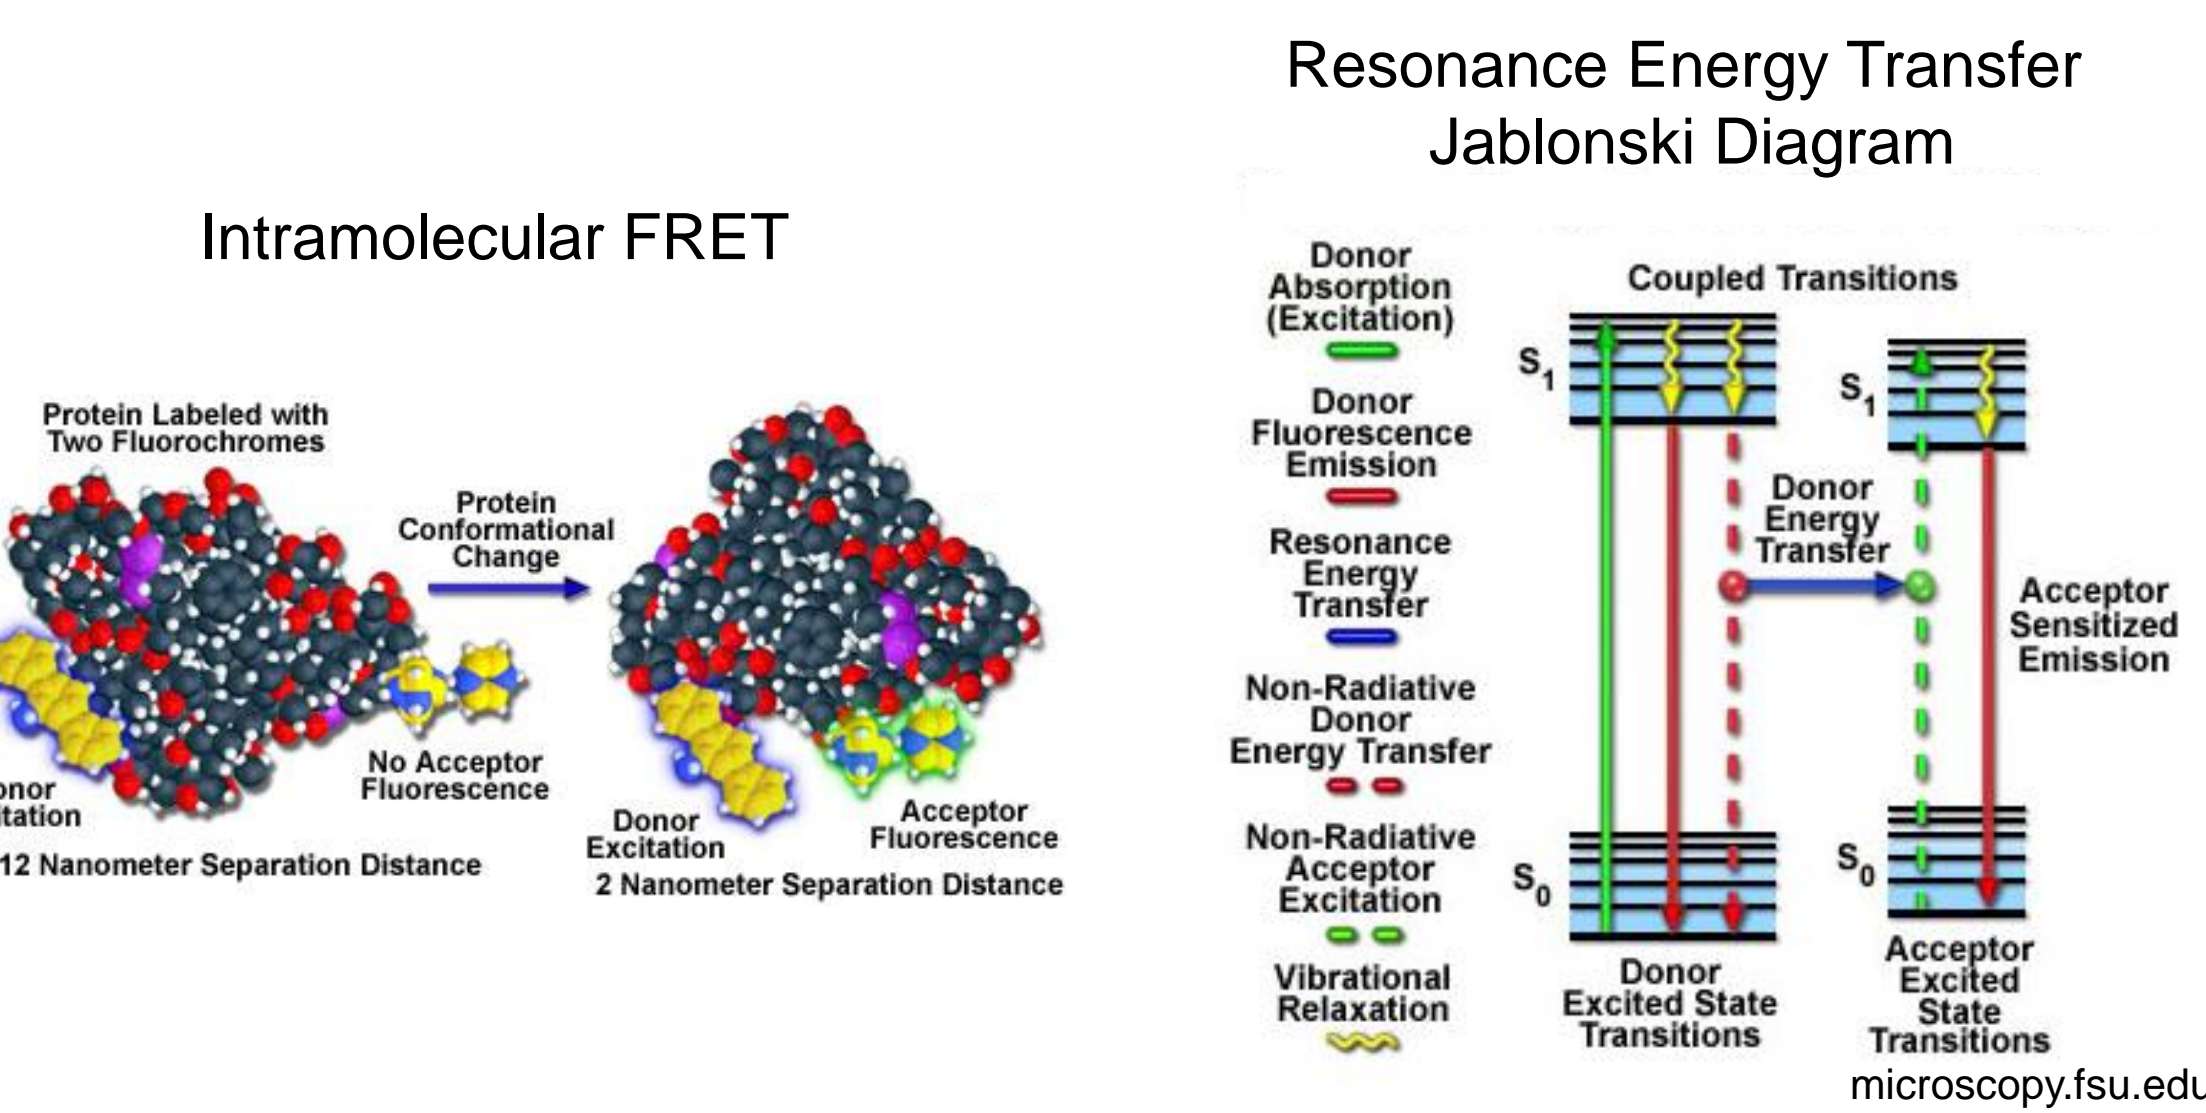 Resonance Energy Transfer
Jablonski Diagram
Intramolecular FRET
Protein Labeled with
Two Fluorochromes
Protein
Conformational
Change
No Acceptor
Fluorescence
12 Nanometer Separation Distance
Donor
Excitation
Acceptor
Fluorescence
2 Nanometer Separation Distance
Donor
Absorption
(Excitation)
Donor
Fluorescence
Emission
Resonance
Energy
Transfer
Non-Radiative
Donor
Energy Transfer
Non-Radiative
Acceptor
Excitation
Vibrational
Relaxation
Coupled Transitions
S1
S1
Donor
Energy
Transfer
Acceptor
Sensitized
Emission
S0
S0
Donor
Excited State
Transitions
Acceptor
Excited
State
Transitions
microscopy.fsu.edu